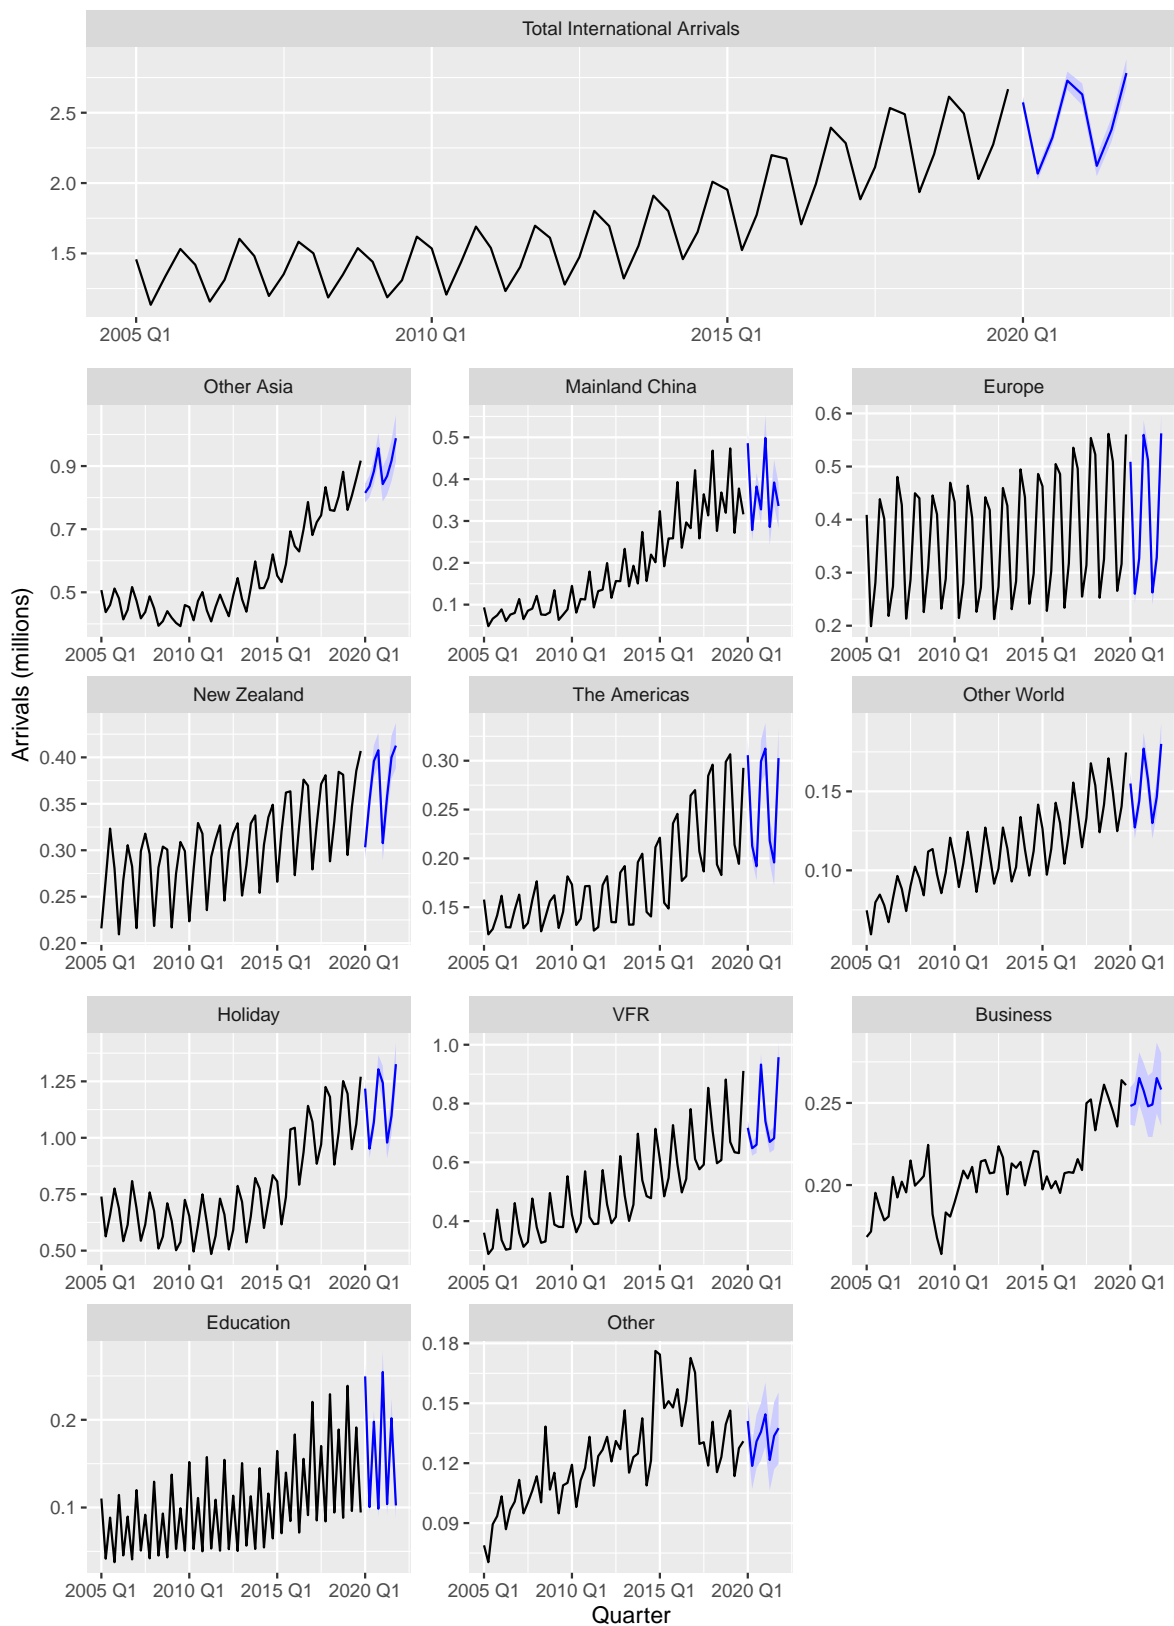 Total International Arrivals
2.5
2.0
1.5
2005 Q1 2010 Q1 2015 Q1 2020 Q1
Arrivals (millions)
Other Asia Mainland China Europe
0.9 0.7 0.5
0.5 0.4 0.3 0.2 0.1
0.6 0.5 0.4 0.3 0.2
2005 Q1 2010 Q1 2015 Q1 2020 Q1 2005 Q1 2010 Q1 2015 Q1 2020 Q1 2005 Q1 2010 Q1 2015 Q1 2020 Q1
New Zealand The Americas Other World
0.40 0.35 0.30 0.25 0.20
0.30 0.25 0.20 0.15
0.15 0.10
2005 Q1 2010 Q1 2015 Q1 2020 Q1 2005 Q1 2010 Q1 2015 Q1 2020 Q1 2005 Q1 2010 Q1 2015 Q1 2020 Q1
Holiday VFR Business
1.25 1.00 0.75 0.50
1.0 0.8 0.6 0.4
0.25 0.20
2005 Q1 2010 Q1 2015 Q1 2020 Q1 2005 Q1 2010 Q1 2015 Q1 2020 Q1 2005 Q1 2010 Q1 2015 Q1 2020 Q1
Education Other
0.2 0.1
0.18 0.15 0.12 0.09
2005 Q1 2010 Q1 2015 Q1 2020 Q1 2005 Q1 2010 Q1 2015 Q1 2020 Q1
Quarter